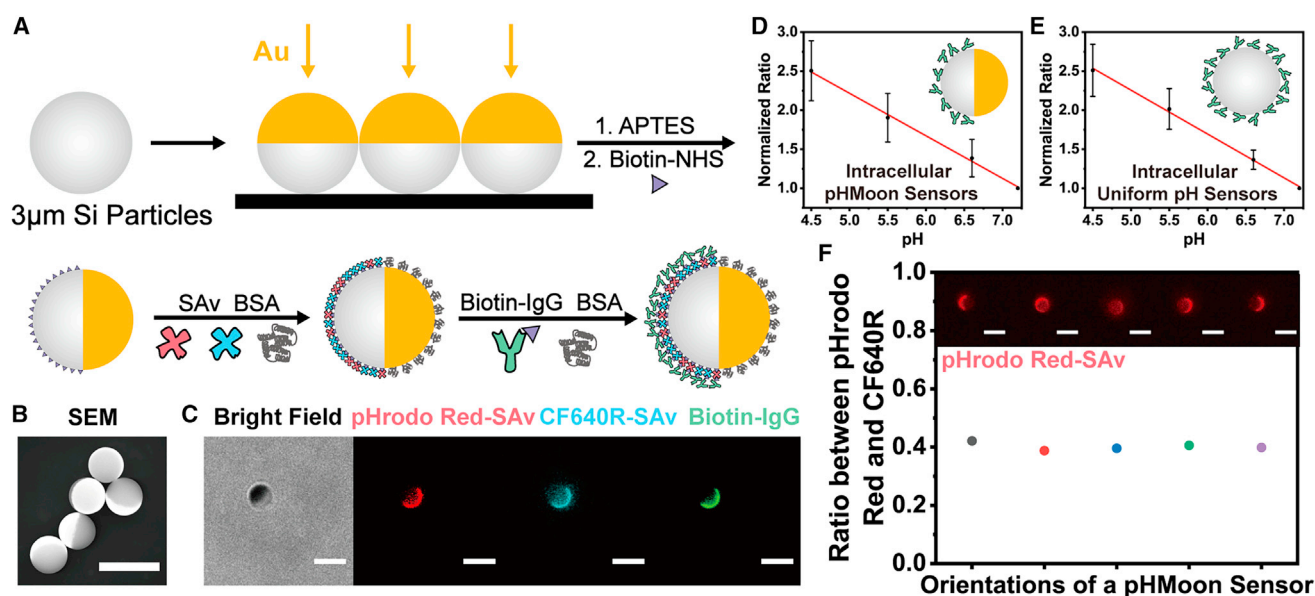 A
Au
3μm Si Particles
1. APTES
2. Biotin-NHS
SAv BSA
Biotin-IgG BSA
B
SEM
C
Bright Field
pHrodo Red-SAv
CF640R-SAv
Biotin-IgG
D
Normalized Ratio
3.0
2.5
2.0
1.5
1.0
Intracellular
pHMoon Sensors
4.5 5.0 5.5 6.0 6.5 7.0
pH
E
Normalized Ratio
3.0
2.5
2.0
1.5
1.0
Intracellular
Uniform pH Sensors
4.5 5.0 5.5 6.0 6.5 7.0
pH
F
Ratio between pHrodo
Red and CF640R
1.0
0.8
0.6
0.4
0.2
0.0
pHrodo Red-SAv
Orientations of a pHMoon Sensor